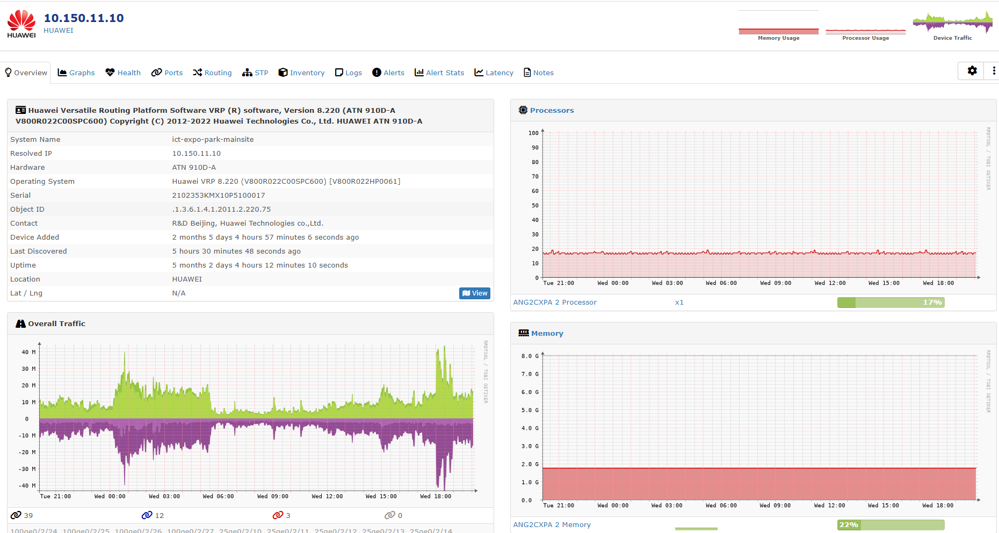 HUAWEI
10.150.11.10
HUAWEI
Memory Usage
Processor Usage
Device Traffic
Overview
Graphs
Health
Ports
Routing
STP
Inventory
Logs
Alerts
Alert Stats
Latency
Notes
Huawei Versatile Routing Platform Software VRP (R) software, Version 8.220 (ATN 910D-A
V800R022C00SPC600) Copyright (C) 2012-2022 Huawei Technologies Co., Ltd. HUAWEI ATN 910D-A
System Name ict-expo-park-mainsite
Resolved IP 10.150.11.10
Hardware ATN 910D-A
Operating System Huawei VRP 8.220 (V800R022C00SPC600) [V800R022HP0061]
Serial 2102353KMX10P5100017
Object ID .1.3.6.1.4.1.2011.2.220.75
Contact R&D Beijing, Huawei Technologies co.,Ltd.
Device Added 2 months 5 days 4 hours 57 minutes 6 seconds ago
Last Discovered 5 hours 30 minutes 48 seconds ago
Uptime 5 months 2 days 4 hours 12 minutes 10 seconds
Location HUAWEI
Lat / Lng N/A View
Overall Traffic
40 M
30 M
20 M
10 M
0
-10 M
-20 M
-30 M
-40 M
Tue 21:00 Wed 00:00 Wed 03:00 Wed 06:00 Wed 09:00 Wed 12:00 Wed 15:00 Wed 18:00
RRDTOOL / TOBI OETIKER
39 12 3 0
100ge0/2/24, 100ge0/2/25, 100ge0/2/26, 100ge0/2/27, 25ge0/2/10, 25ge0/2/11, 25ge0/2/12, 25ge0/2/13, 25ge0/2/14,
Processors
100
90
80
70
60
50
40
30
20
10
0
Tue 21:00 Wed 00:00 Wed 03:00 Wed 06:00 Wed 09:00 Wed 12:00 Wed 15:00 Wed 18:00
RRDTOOL / TOBI OETIKER
ANG2CXPA 2 Processor x1 17%
Memory
8.0 G
7.0 G
6.0 G
5.0 G
4.0 G
3.0 G
2.0 G
1.0 G
0.0
Tue 21:00 Wed 00:00 Wed 03:00 Wed 06:00 Wed 09:00 Wed 12:00 Wed 15:00 Wed 18:00
RRDTOOL / TOBI OETIKER
ANG2CXPA 2 Memory 22%